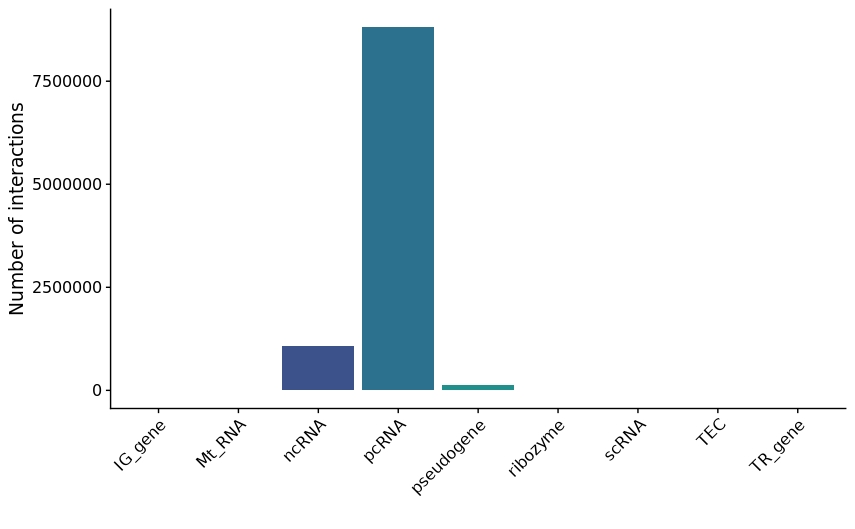 Number of interactions
7500000
5000000
2500000
0
IG_gene
Mt_RNA
ncRNA
pcRNA
pseudogene
ribozyme
scRNA
TEC
TR_gene